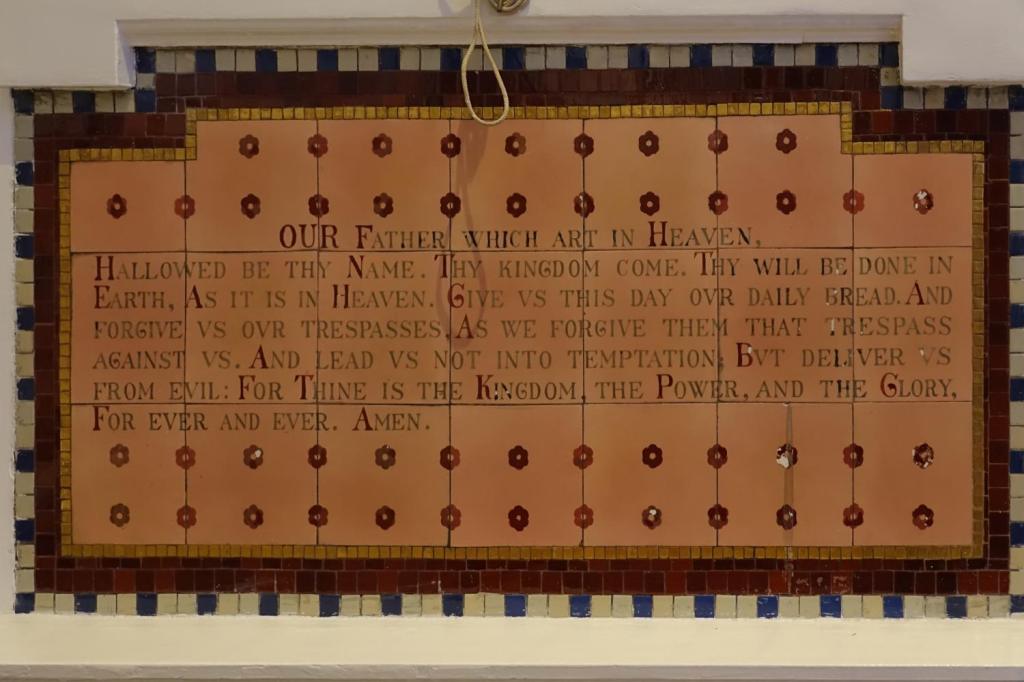 OUR FATHER WHICH ART IN HEAVEN,
HALLOWED BE THY NAME. THY KINGDOM COME. THY WILL BE DONE IN
EARTH, AS IT IS IN HEAVEN. GIVE VS THIS DAY OVR DAILY BREAD. AND
FORGIVE VS OVR TRESPASSES. AS WE FORGIVE THEM THAT TRESPASS
AGAINST VS. AND LEAD VS NOT INTO TEMPTATION; BVT DELIVER VS
FROM EVIL: FOR THINE IS THE KINGDOM, THE POWER, AND THE GLORY,
FOR EVER AND EVER. AMEN.